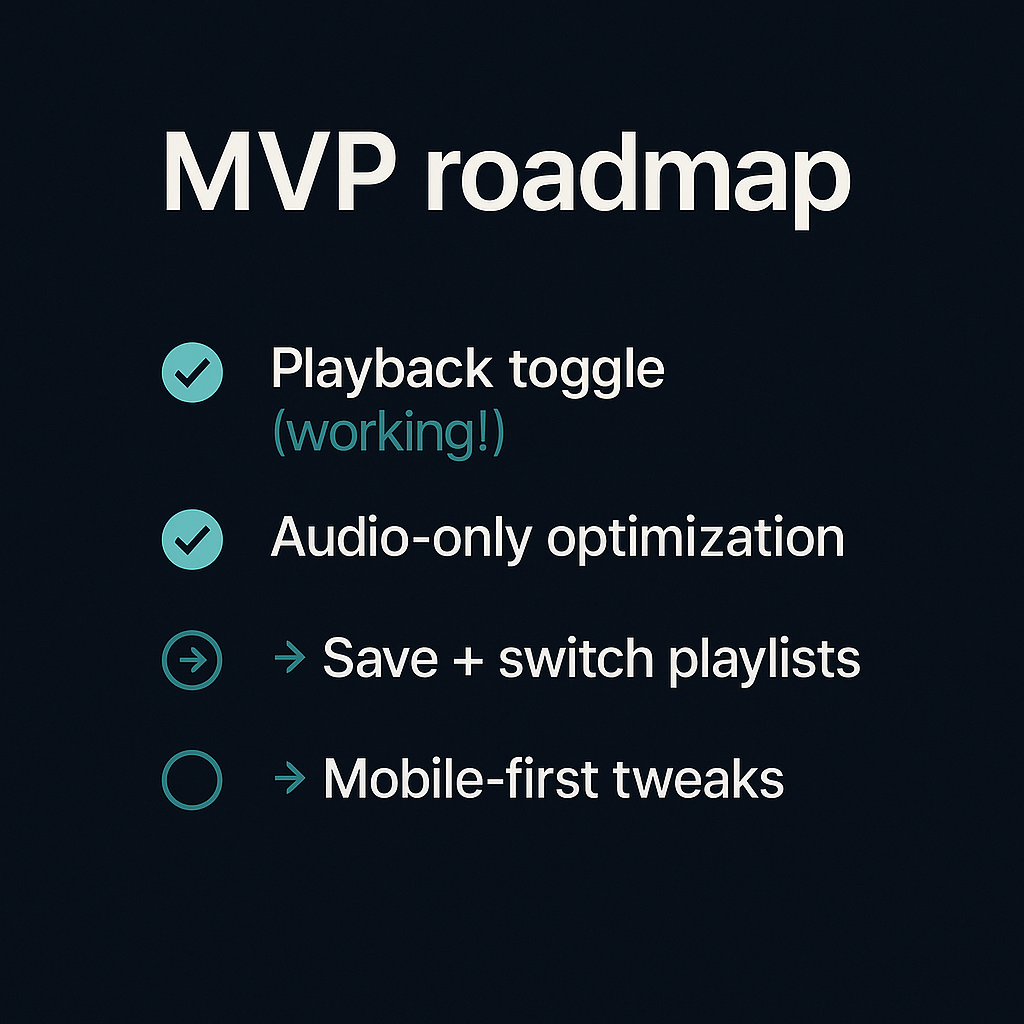 MVP roadmap
Playback toggle
(working!)
Audio-only optimization
→ Save + switch playlists
→ Mobile-first tweaks